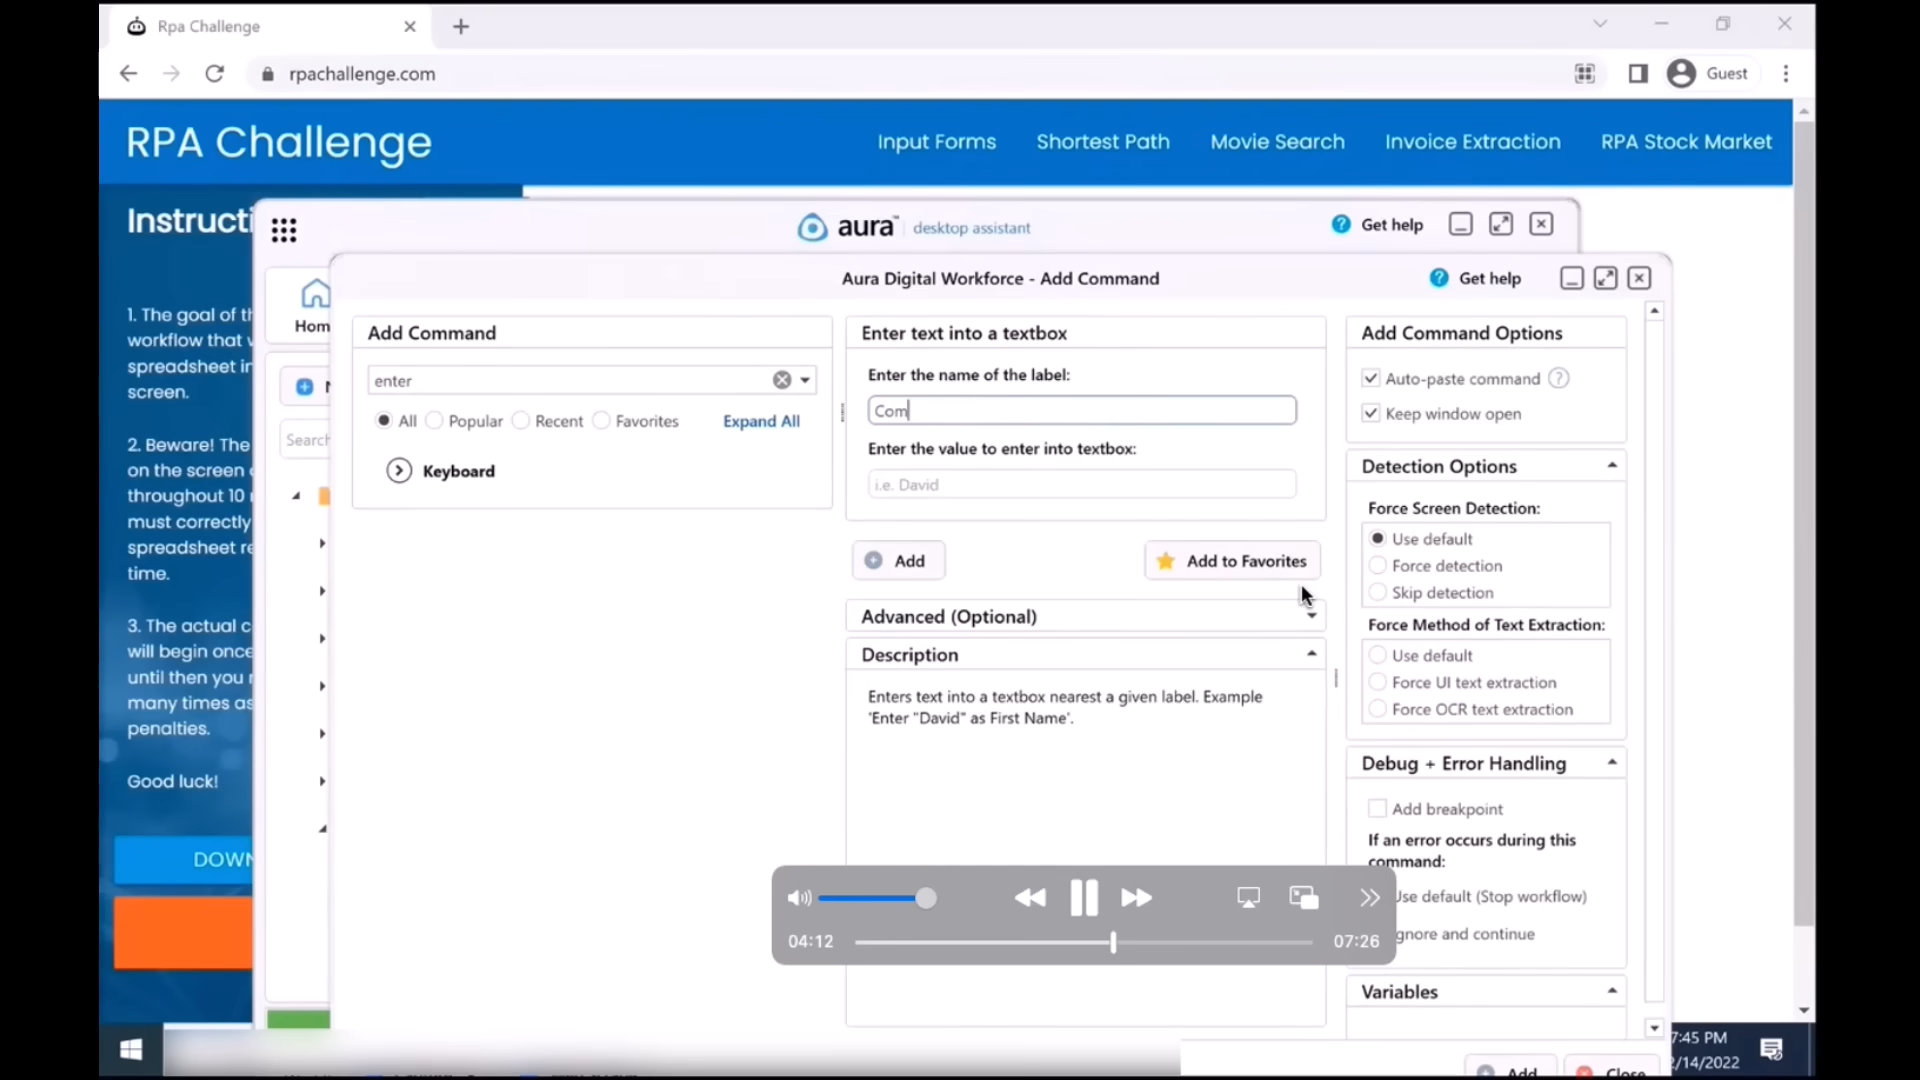 Rpa Challenge
rpachallenge.com
Guest
RPA Challenge
Input Forms
Shortest Path
Movie Search
Invoice Extraction
RPA Stock Market
Instructi
1. The goal of th
workflow that w
spreadsheet in
screen.
2. Beware! The
on the screen
throughout 10
must correctly
spreadsheet re
time.
3. The actual c
will begin once
until then you
many times as
penalties.
Good luck!
DOWN
aura™ desktop assistant
? Get help
Hom
Search
Aura Digital Workforce - Add Command
? Get help
Add Command
enter
All
Popular
Recent
Favorites
Expand All
Keyboard
Enter text into a textbox
Enter the name of the label:
Com
Enter the value to enter into textbox:
i.e. David
Add
Add to Favorites
Advanced (Optional)
Description
Enters text into a textbox nearest a given label. Example
'Enter "David" as First Name'.
Add Command Options
Auto-paste command ?
Keep window open
Detection Options
Force Screen Detection:
Use default
Force detection
Skip detection
Force Method of Text Extraction:
Use default
Force UI text extraction
Force OCR text extraction
Debug + Error Handling
Add breakpoint
If an error occurs during this
command:
Use default (Stop workflow)
gnore and continue
Variables
04:12
07:26
Add
Close
7:45 PM
/14/2022